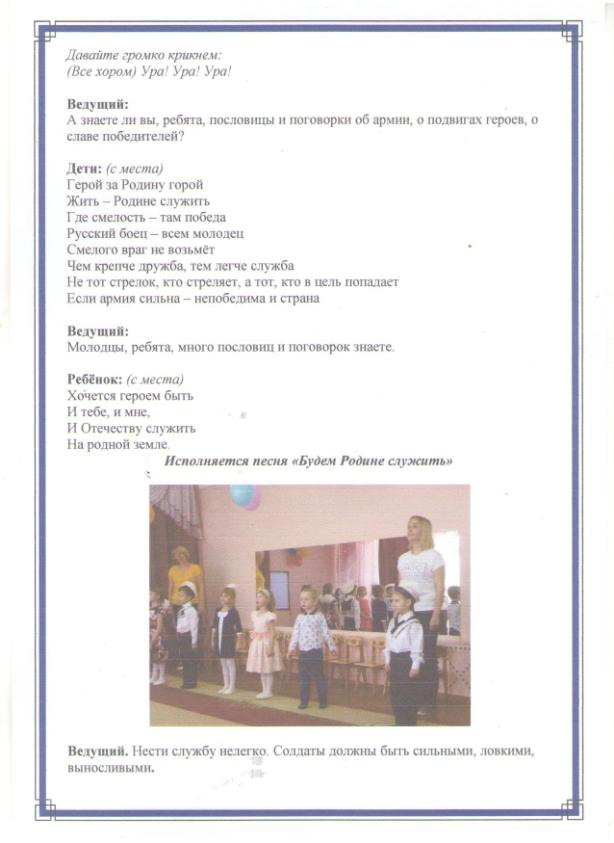 Давайте громко крикнем:
(Все хором) Ура! Ура! Ура!
Ведущий:
А знаете ли вы, ребята, пословицы и поговорки об армии, о подвигах героев, о
славе победителей?
Дети: (с места)
Герой за Родину горой
Жить – Родине служить
Где смелость – там победа
Русский боец – всем молодец
Смелого враг не возьмёт
Чем крепче дружба, тем легче служба
Не тот стрелок, кто стреляет, а тот, кто в цель попадает
Если армия сильна – непобедима и страна
Ведущий:
Молодцы, ребята, много пословиц и поговорок знаете.
Ребёнок: (с места)
Хочется героем быть
И тебе, и мне,
И Отечеству служить
На родной земле.
Исполняется песня «Будем Родине служить»
Ведущий. Нести службу нелегко. Солдаты должны быть сильными, ловкими,
выносливыми.